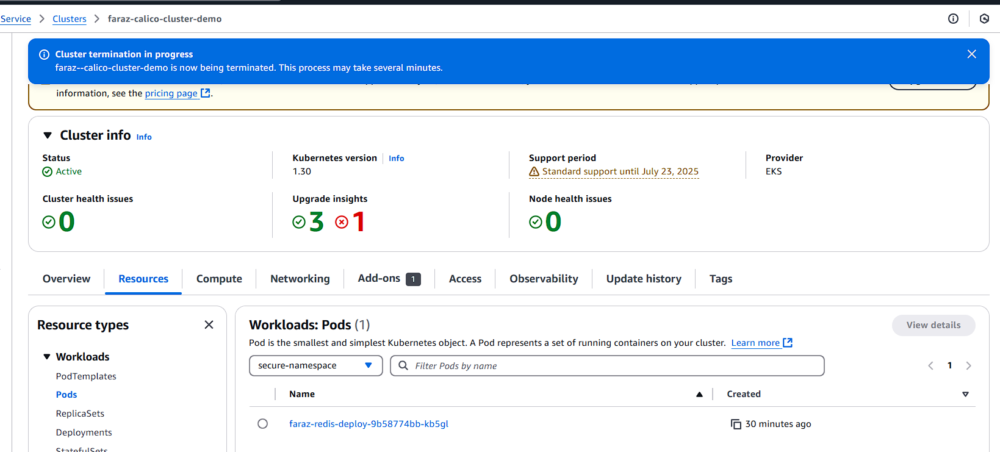 Service > Clusters > faraz-calico-cluster-demo
Cluster termination in progress
faraz--calico-cluster-demo is now being terminated. This process may take several minutes.
information, see the pricing page.
Cluster info Info
Status
Active
Kubernetes version Info
1.30
Support period
Standard support until July 23, 2025
Provider
EKS
Cluster health issues
0
Upgrade insights
3 1
Node health issues
0
Overview Resources Compute Networking Add-ons 1 Access Observability Update history Tags
Resource types
Workloads
PodTemplates
Pods
ReplicaSets
Deployments
StatefulSets
Workloads: Pods (1)
View details
Pod is the smallest and simplest Kubernetes object. A Pod represents a set of running containers on your cluster. Learn more
secure-namespace
Filter Pods by name
1
Name Created
faraz-redis-deploy-9b58774bb-kb5gl 30 minutes ago